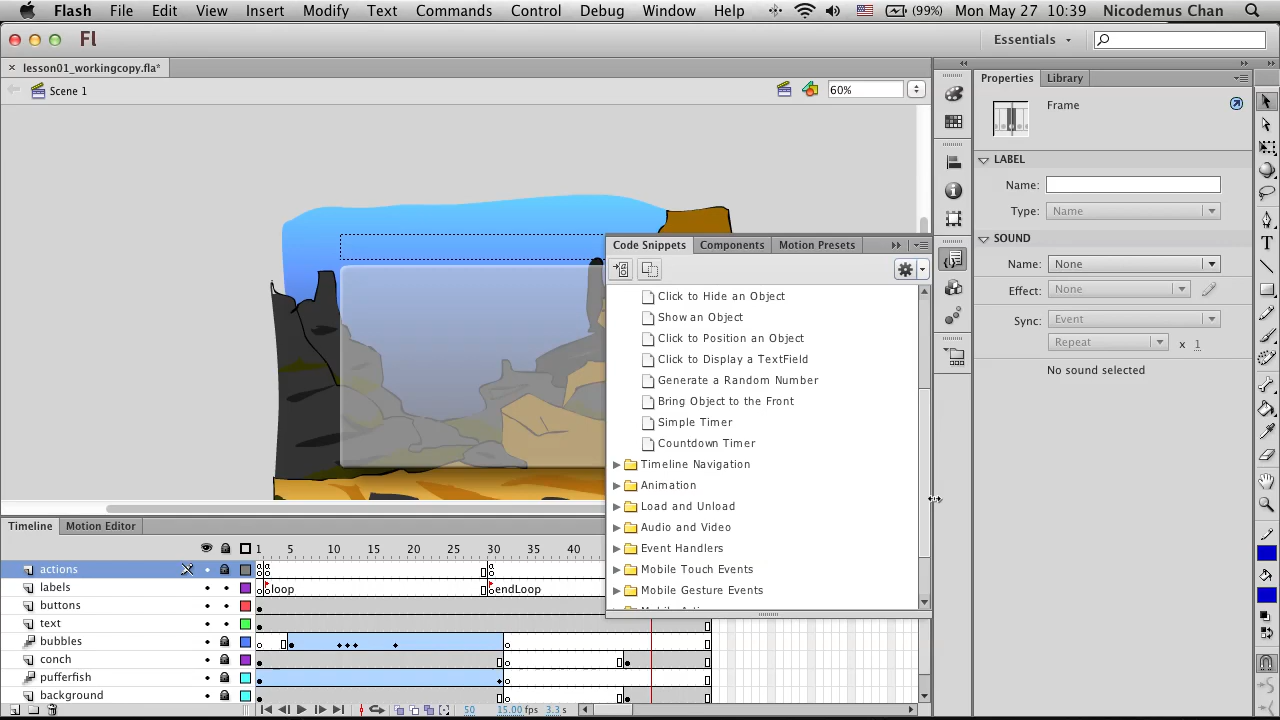 Flash File Edit View Insert Modify Text Commands Control Debug Window Help (99%) Mon May 27 10:39 Nicodemus Chan
Fl Essentials
lesson01_workingcopy.fla*
Scene 1 60%
Properties Library
Frame
LABEL
Name:
Type: Name
SOUND
Name: None
Effect: None
Sync: Event
Repeat x 1
No sound selected
Code Snippets Components Motion Presets
Click to Hide an Object
Show an Object
Click to Position an Object
Click to Display a TextField
Generate a Random Number
Bring Object to the Front
Simple Timer
Countdown Timer
Timeline Navigation
Animation
Load and Unload
Audio and Video
Event Handlers
Mobile Touch Events
Mobile Gesture Events
Timeline Motion Editor
1 5 10 15 20 25 30 35 40
actions
labels loop endLoop
buttons
text
bubbles
conch
pufferfish
background
50 15.00 fps 3.3 s